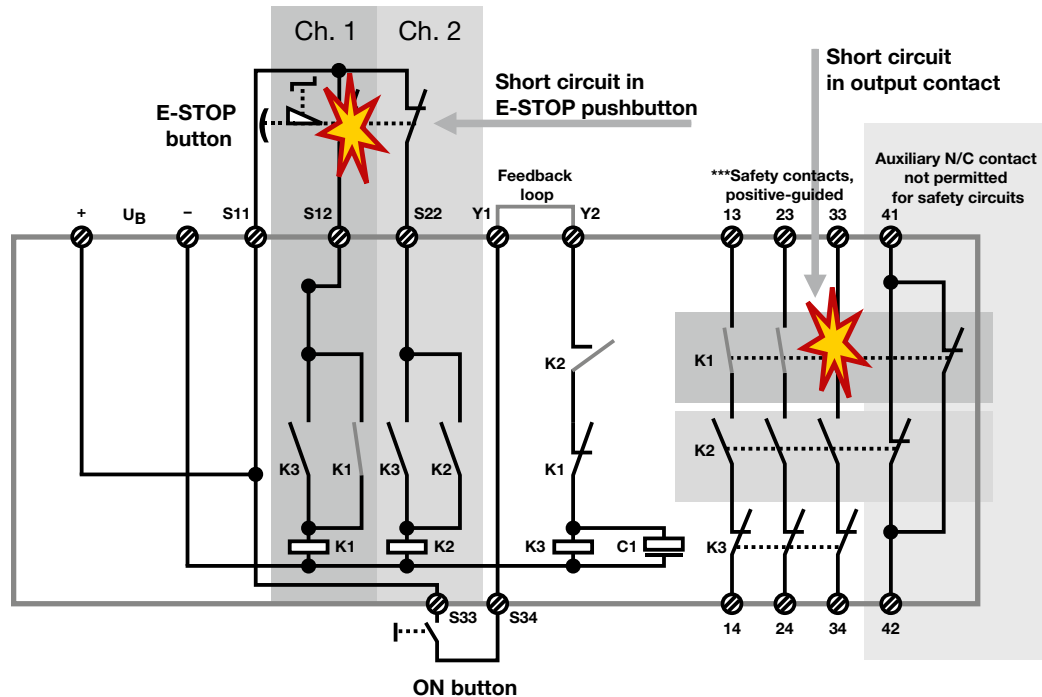 Ch. 1
Ch. 2
Short circuit in
E-STOP pushbutton
Short circuit
in output contact
E-STOP
button
Auxiliary N/C contact
not permitted
for safety circuits
Feedback
loop
***Safety contacts,
positive-guided
+
UB
−
S11
S12
S22
Y1
Y2
13
23
33
41
K2
K1
K2
K3
K1
K3
K2
K1
K1
K2
K3
C1
K3
S33
S34
14
24
34
42
ON button